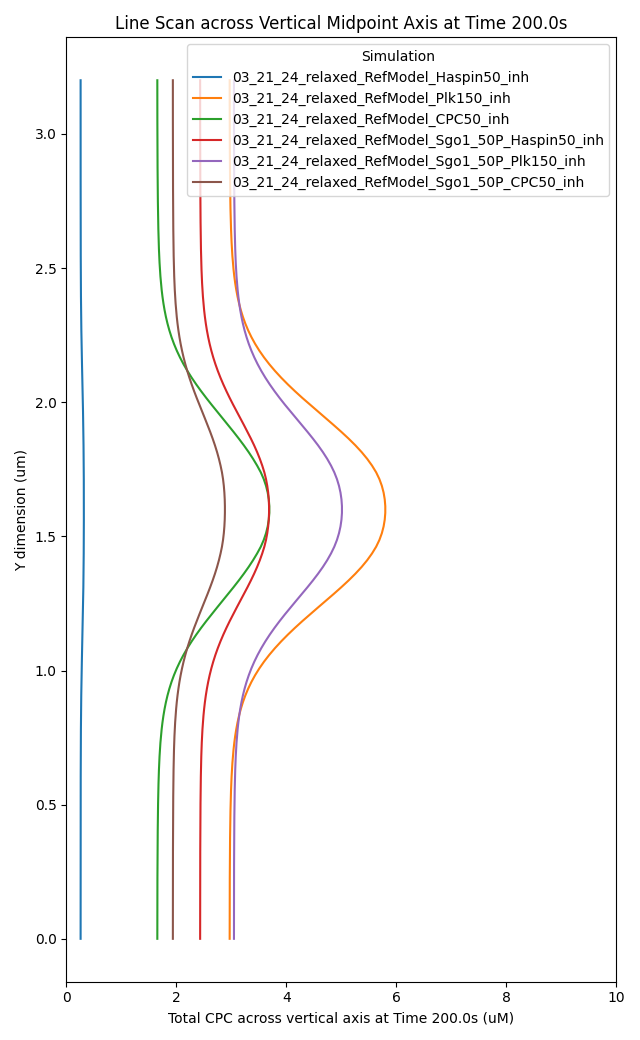 Line Scan across Vertical Midpoint Axis at Time 200.0s
Simulation
03_21_24_relaxed_RefModel_Haspin50_inh
03_21_24_relaxed_RefModel_Plk150_inh
03_21_24_relaxed_RefModel_CPC50_inh
03_21_24_relaxed_RefModel_Sgo1_50P_Haspin50_inh
03_21_24_relaxed_RefModel_Sgo1_50P_Plk150_inh
03_21_24_relaxed_RefModel_Sgo1_50P_CPC50_inh
3.0
2.5
2.0
1.5
1.0
0.5
0.0
Y dimension (um)
0 2 4 6 8 10
Total CPC across vertical axis at Time 200.0s (uM)